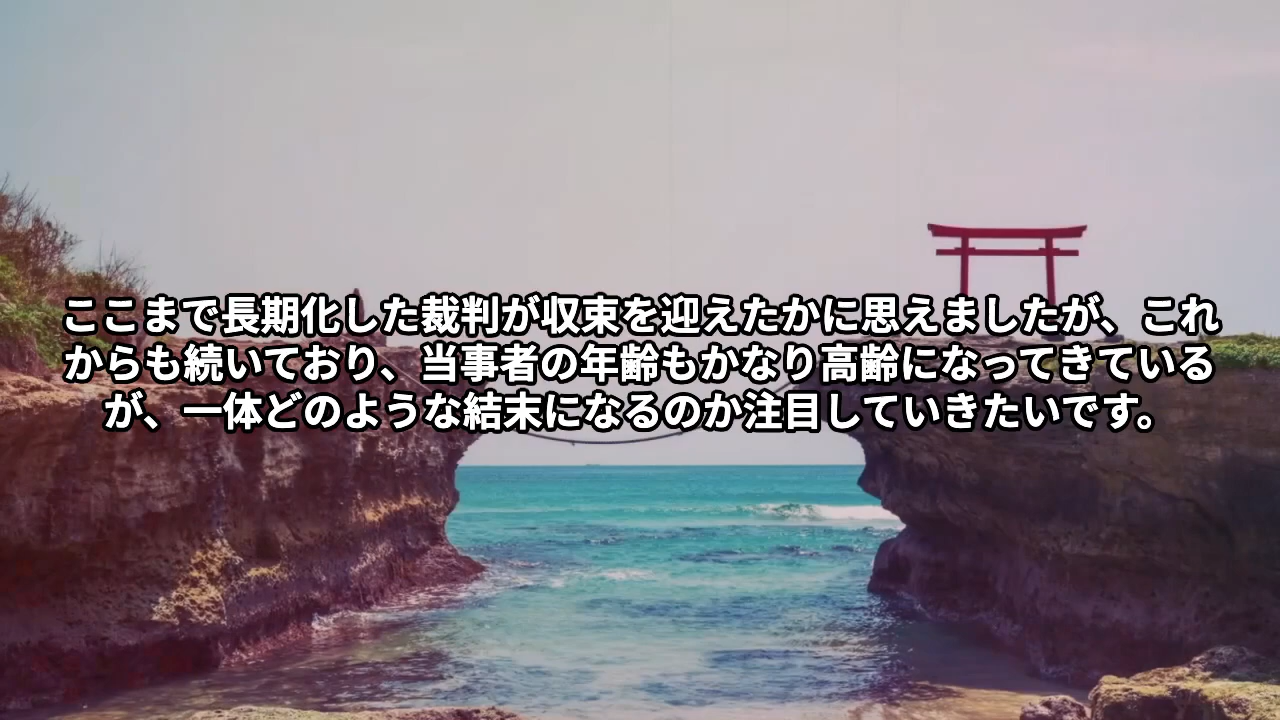 ここまで長期化した裁判が収束を迎えたかに思えましたが、これ
からも続いており、当事者の年齢もかなり高齢になってきている
が、一体どのような結末になるのか注目していきたいです。